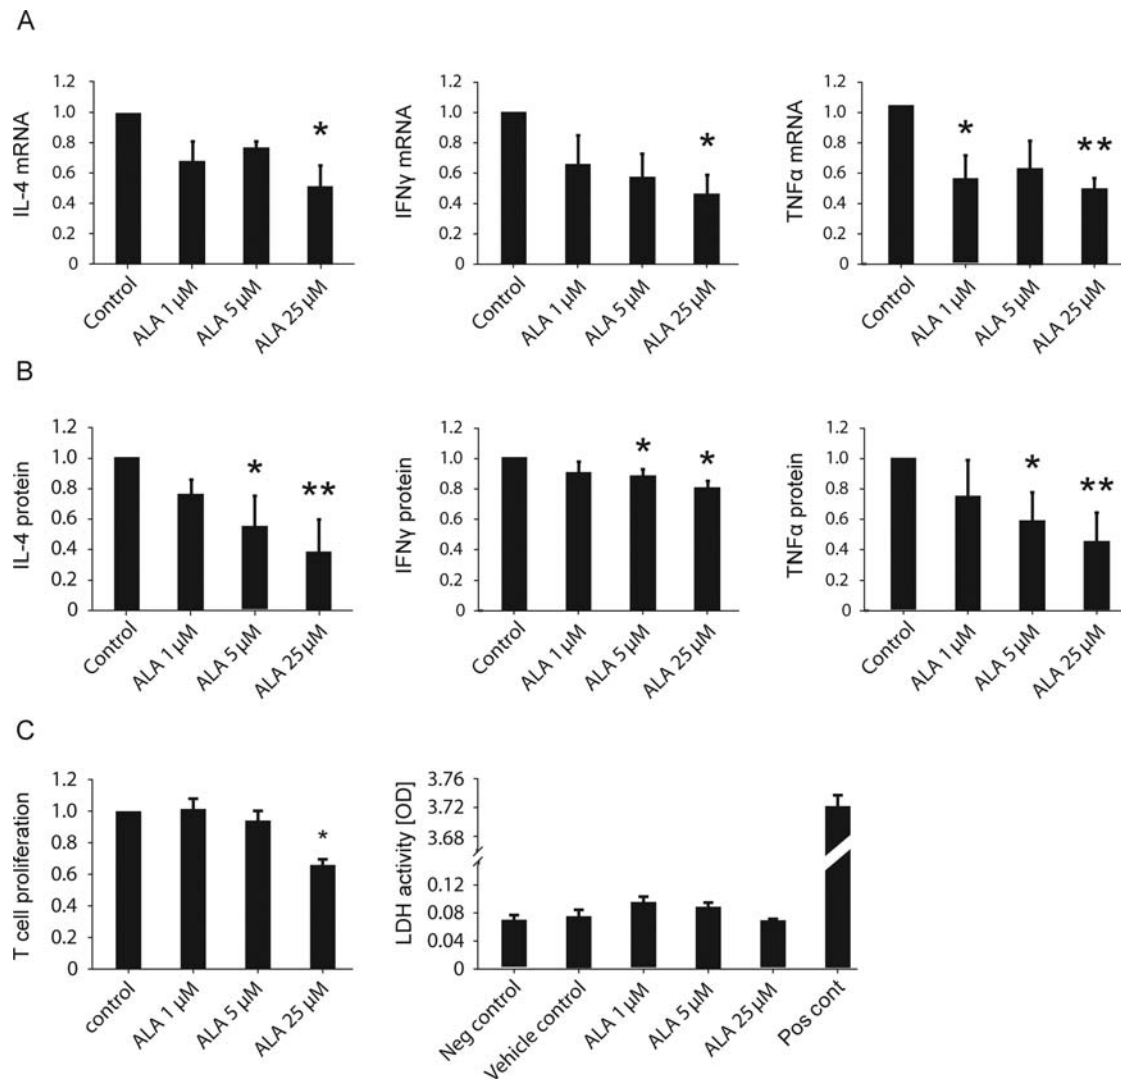 A
IL-4 mRNA
1.2
1.0
0.8
0.6
0.4
0.2
0
*
Control
ALA 1 µM
ALA 5 µM
ALA 25 µM
IFNγ mRNA
1.2
1.0
0.8
0.6
0.4
0.2
0
*
Control
ALA 1 µM
ALA 5 µM
ALA 25 µM
TNFα mRNA
1.2
1.0
0.8
0.6
0.4
0.2
0
*
**
Control
ALA 1 µM
ALA 5 µM
ALA 25 µM
B
IL-4 protein
1.2
1.0
0.8
0.6
0.4
0.2
0
*
**
Control
ALA 1 µM
ALA 5 µM
ALA 25 µM
IFNγ protein
1.2
1.0
0.8
0.6
0.4
0.2
0
*
*
Control
ALA 1 µM
ALA 5 µM
ALA 25 µM
TNFα protein
1.2
1.0
0.8
0.6
0.4
0.2
0
*
**
Control
ALA 1 µM
ALA 5 µM
ALA 25 µM
C
T cell proliferation
1.2
1.0
0.8
0.6
0.4
0.2
0
*
control
ALA 1 µM
ALA 5 µM
ALA 25 µM
LDH activity [OD]
3.76
3.72
3.68
0.12
0.08
0.04
0
Neg control
Vehicle control
ALA 1 µM
ALA 5 µM
ALA 25 µM
Pos cont